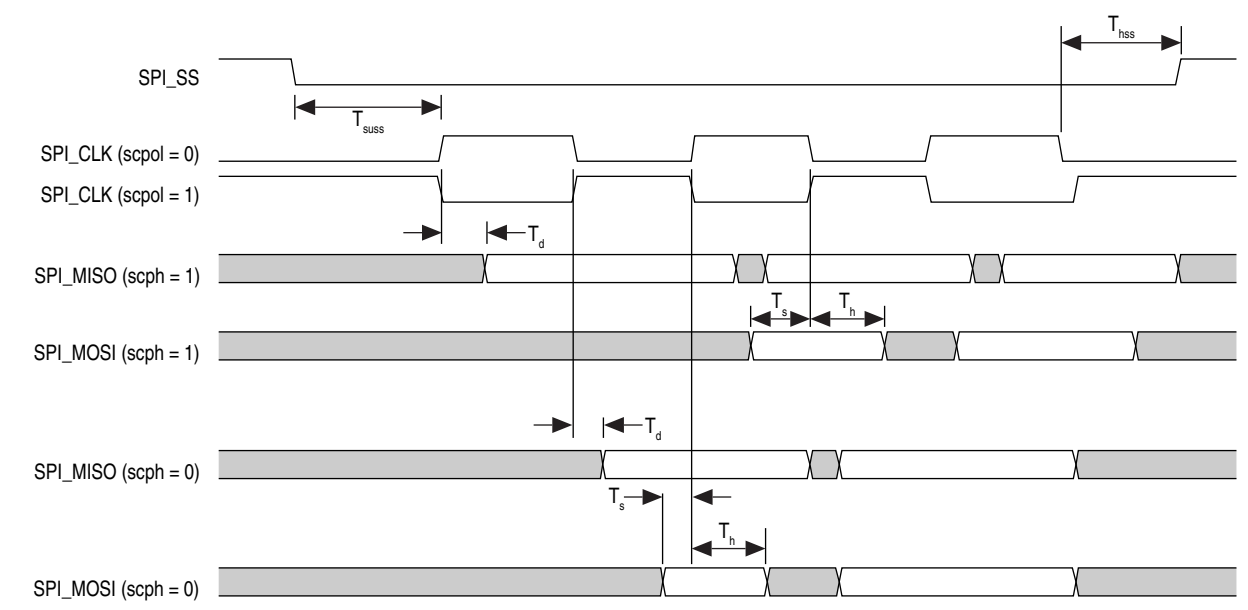 T_hss
SPI_SS
T_suss
SPI_CLK (scpol = 0)
SPI_CLK (scpol = 1)
T_d
SPI_MISO (scph = 1)
T_s T_h
SPI_MOSI (scph = 1)
T_d
SPI_MISO (scph = 0)
T_s
T_h
SPI_MOSI (scph = 0)